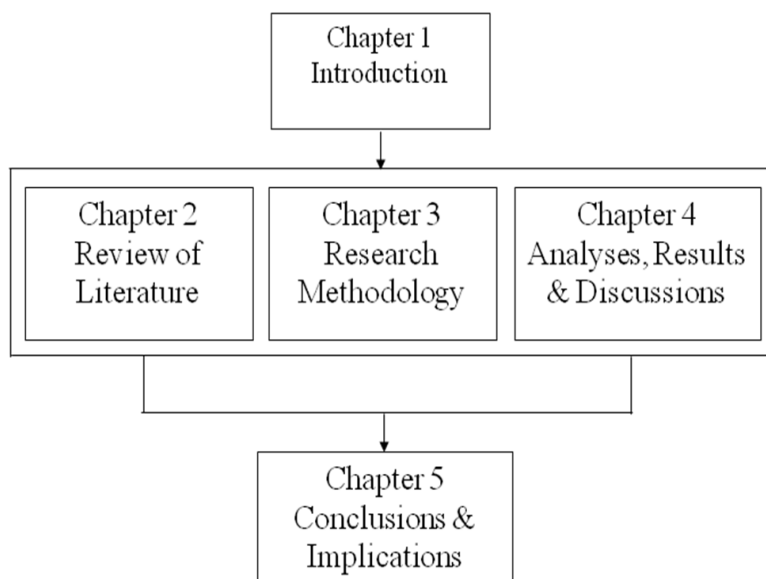 Chapter 1
Introduction
Chapter 2
Review of
Literature
Chapter 3
Research
Methodology
Chapter 4
Analyses, Results
& Discussions
Chapter 5
Conclusions &
Implications